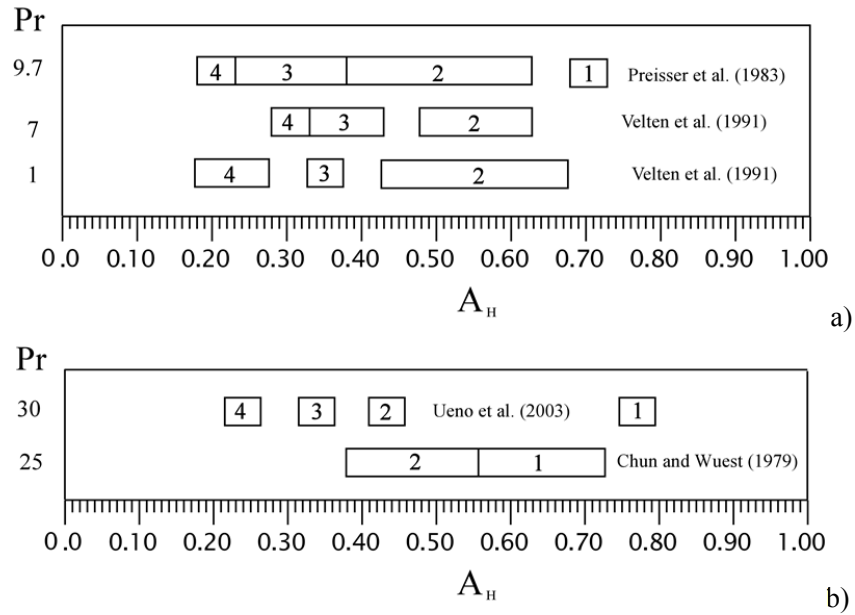 Pr
9.7 4 3 2 1 Preisser et al. (1983)
7 4 3 2 Velten et al. (1991)
1 4 3 2 Velten et al. (1991)
0.0 0.10 0.20 0.30 0.40 0.50 0.60 0.70 0.80 0.90 1.00
A_H
a)
Pr
30 4 3 2 Ueno et al. (2003) 1
25 2 1 Chun and Wuest (1979)
0.0 0.10 0.20 0.30 0.40 0.50 0.60 0.70 0.80 0.90 1.00
A_H
b)